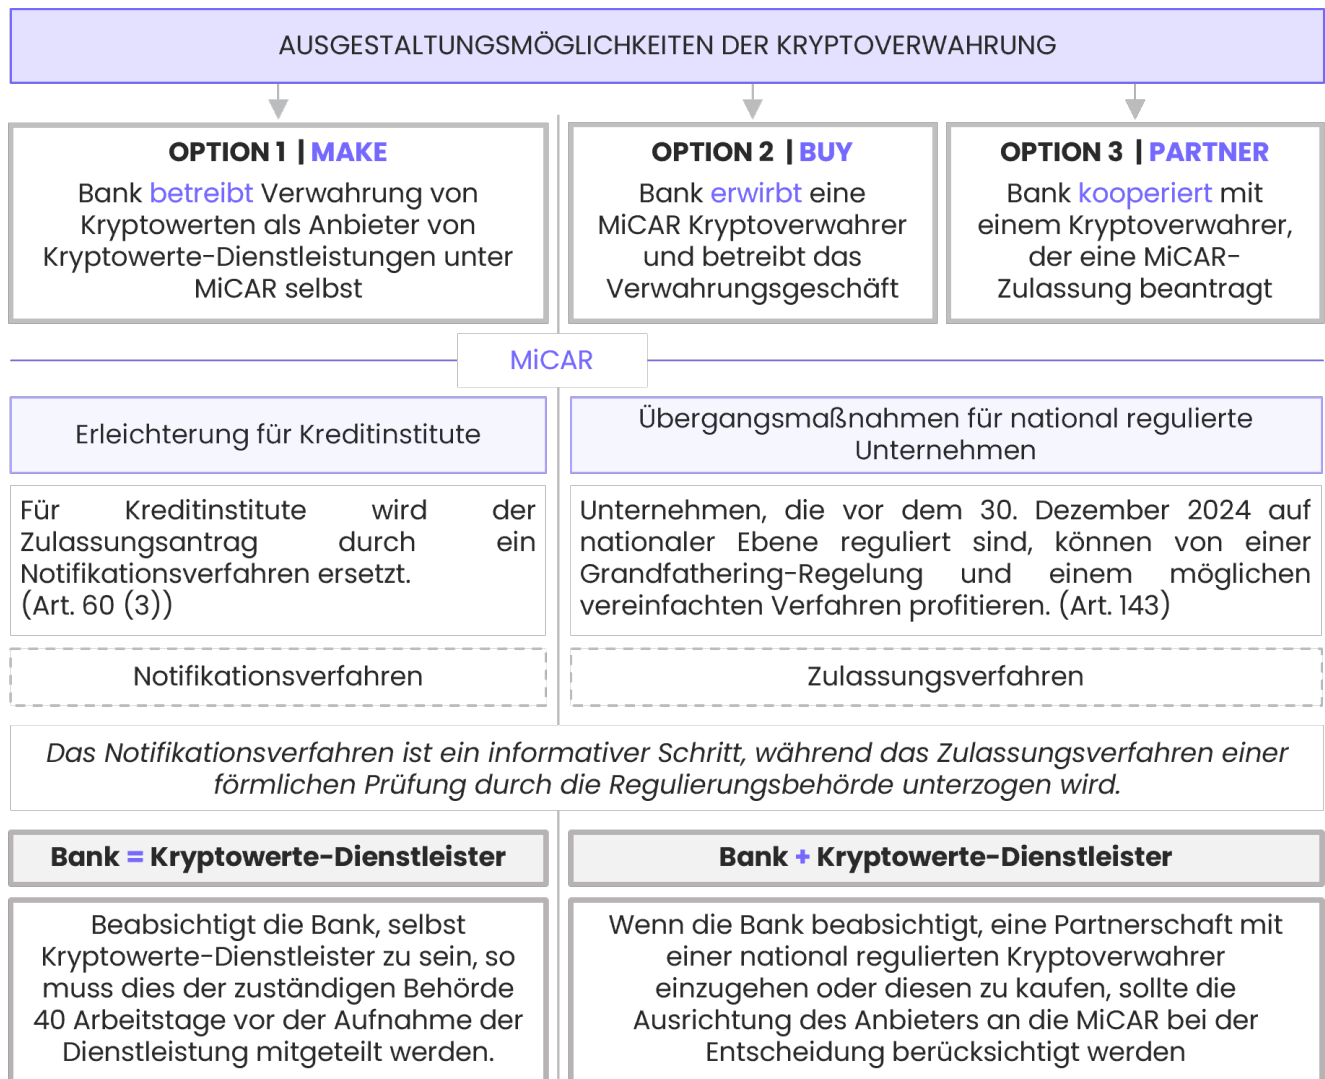 AUSGESTALTUNGSMÖGLICHKEITEN DER KRYPTOVERWAHRUNG
OPTION 1 | MAKE
Bank betreibt Verwahrung von
Kryptowerten als Anbieter von
Kryptowerte-Dienstleistungen unter
MiCAR selbst
OPTION 2 | BUY
Bank erwirbt eine
MiCAR Kryptoverwahrer
und betreibt das
Verwahrungsgeschäft
OPTION 3 | PARTNER
Bank kooperiert mit
einem Kryptoverwahrer,
der eine MiCAR-
Zulassung beantragt
MiCAR
Erleichterung für Kreditinstitute
Für Kreditinstitute wird der
Zulassungsantrag durch ein
Notifikationsverfahren ersetzt.
(Art. 60 (3))
Notifikationsverfahren
Übergangsmaßnahmen für national regulierte
Unternehmen
Unternehmen, die vor dem 30. Dezember 2024 auf
nationaler Ebene reguliert sind, können von einer
Grandfathering-Regelung und einem möglichen
vereinfachten Verfahren profitieren. (Art. 143)
Zulassungsverfahren
Das Notifikationsverfahren ist ein informativer Schritt, während das Zulassungsverfahren einer
förmlichen Prüfung durch die Regulierungsbehörde unterzogen wird.
Bank = Kryptowerte-Dienstleister
Beabsichtigt die Bank, selbst
Kryptowerte-Dienstleister zu sein, so
muss dies der zuständigen Behörde
40 Arbeitstage vor der Aufnahme der
Dienstleistung mitgeteilt werden.
Bank + Kryptowerte-Dienstleister
Wenn die Bank beabsichtigt, eine Partnerschaft mit
einer national regulierten Kryptoverwahrer
einzugehen oder diesen zu kaufen, sollte die
Ausrichtung des Anbieters an die MiCAR bei der
Entscheidung berücksichtigt werden